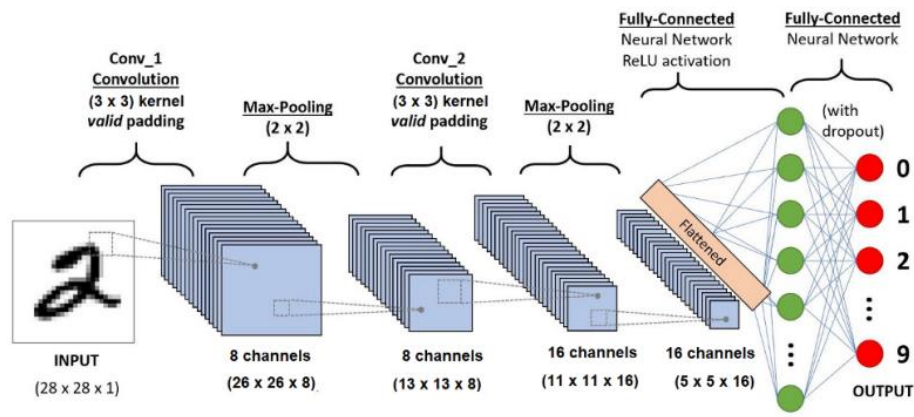 Fully-Connected
Neural Network
ReLU activation
Fully-Connected
Neural Network
Conv_1
Convolution
(3 x 3) kernel
valid padding
Max-Pooling
(2 x 2)
Conv_2
Convolution
(3 x 3) kernel
valid padding
Max-Pooling
(2 x 2)
(with
dropout)
Flattened
0
1
2
9
2
INPUT
(28 x 28 x 1)
8 channels
(26 x 26 x 8)
8 channels
(13 x 13 x 8)
16 channels
(11 x 11 x 16)
16 channels
(5 x 5 x 16)
OUTPUT